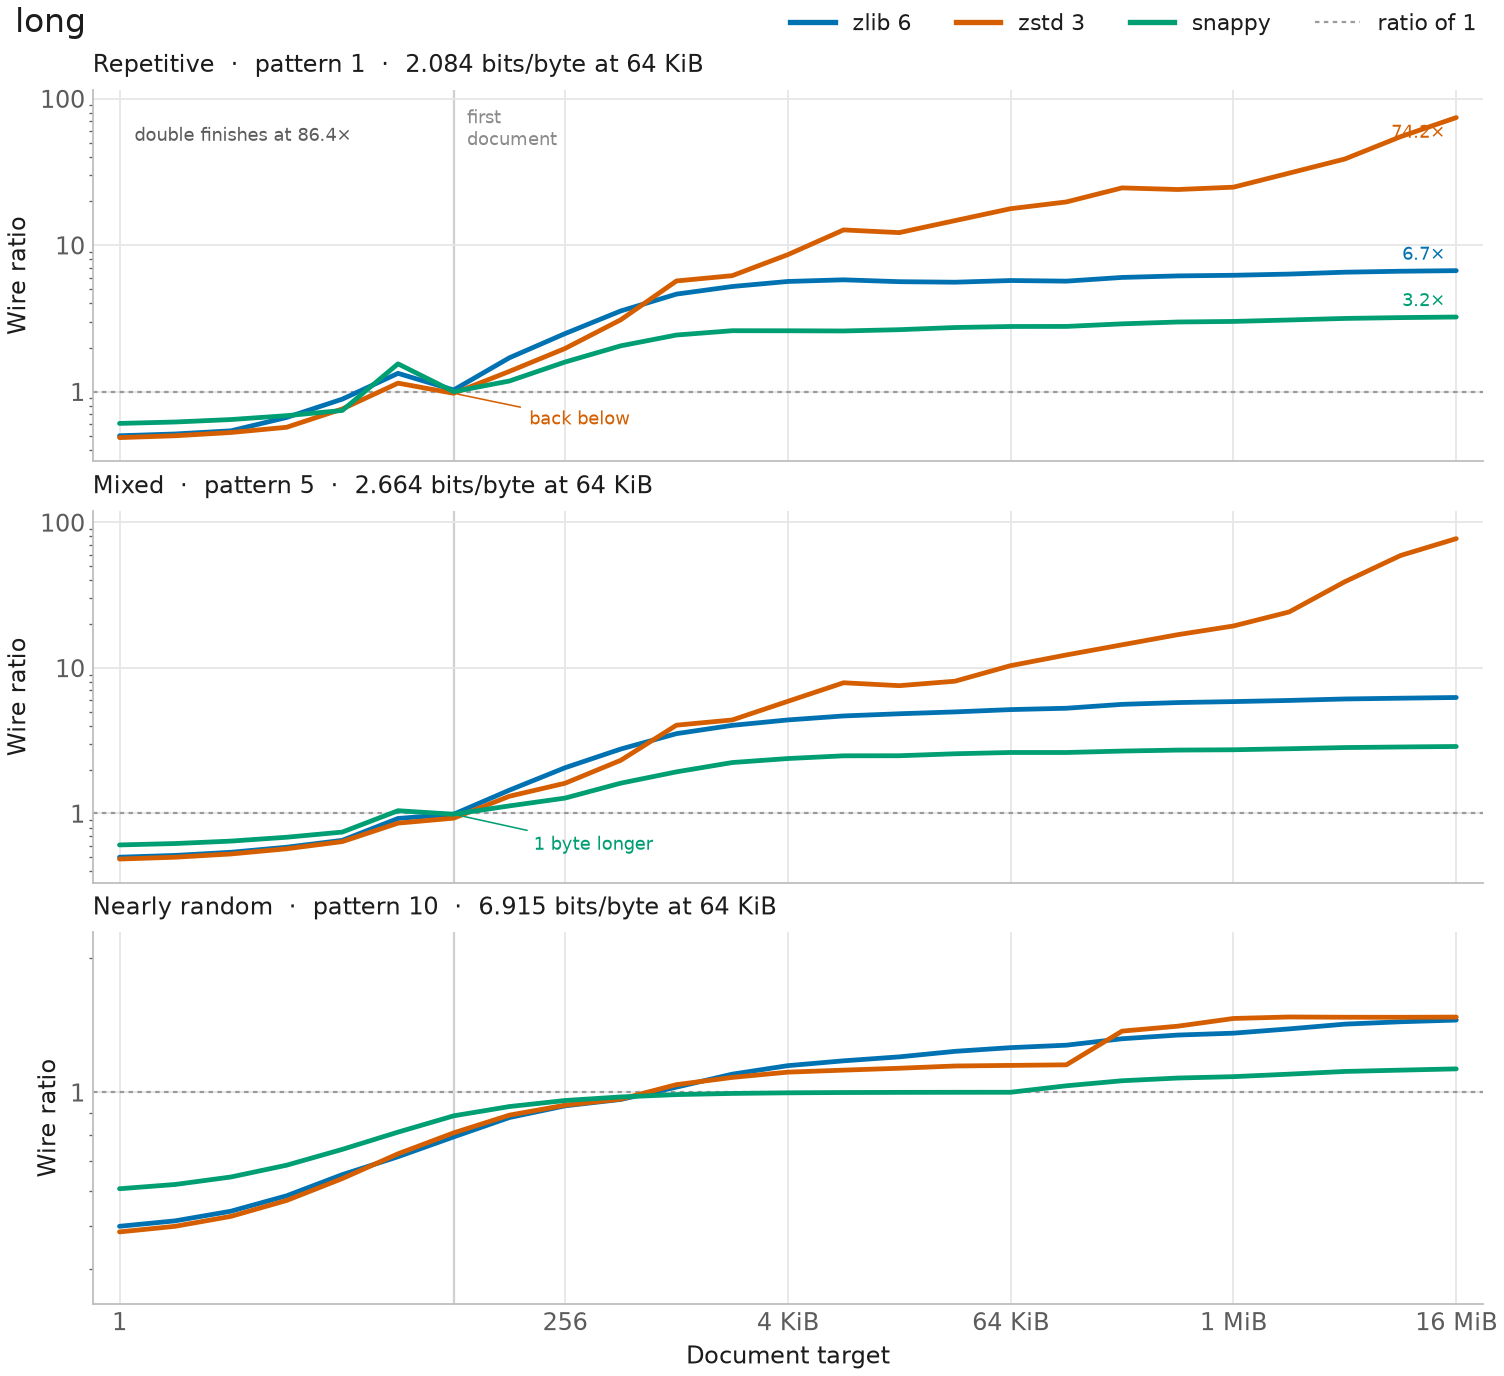 long
zlib 6
zstd 3
snappy
ratio of 1
Repetitive · pattern 1 · 2.084 bits/byte at 64 KiB
100
10
1
Wire ratio
double finishes at 86.4×
first
document
74.2×
6.7×
3.2×
back below
Mixed · pattern 5 · 2.664 bits/byte at 64 KiB
100
10
1
Wire ratio
1 byte longer
Nearly random · pattern 10 · 6.915 bits/byte at 64 KiB
1
Wire ratio
1
256
4 KiB
64 KiB
1 MiB
16 MiB
Document target